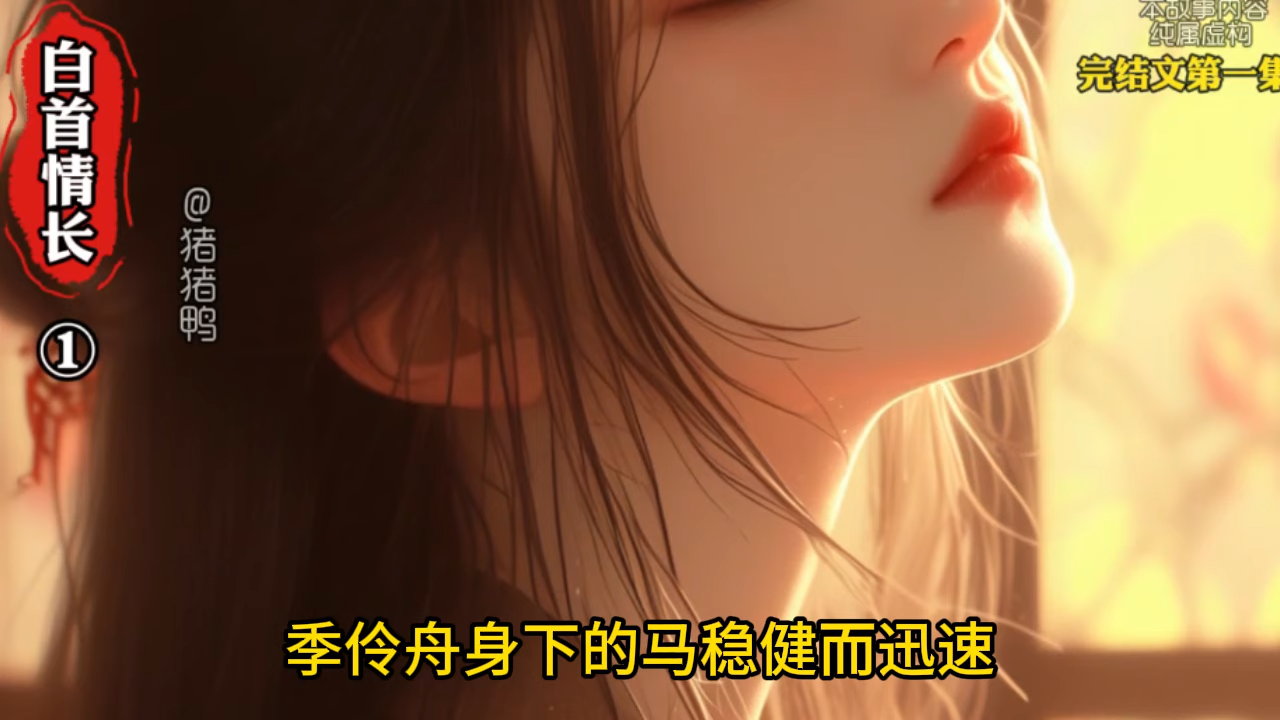 白首情长
①
@猪猪鸭
本故事内容
纯属虚构
完结文第一集
季伶舟身下的马稳健而迅速